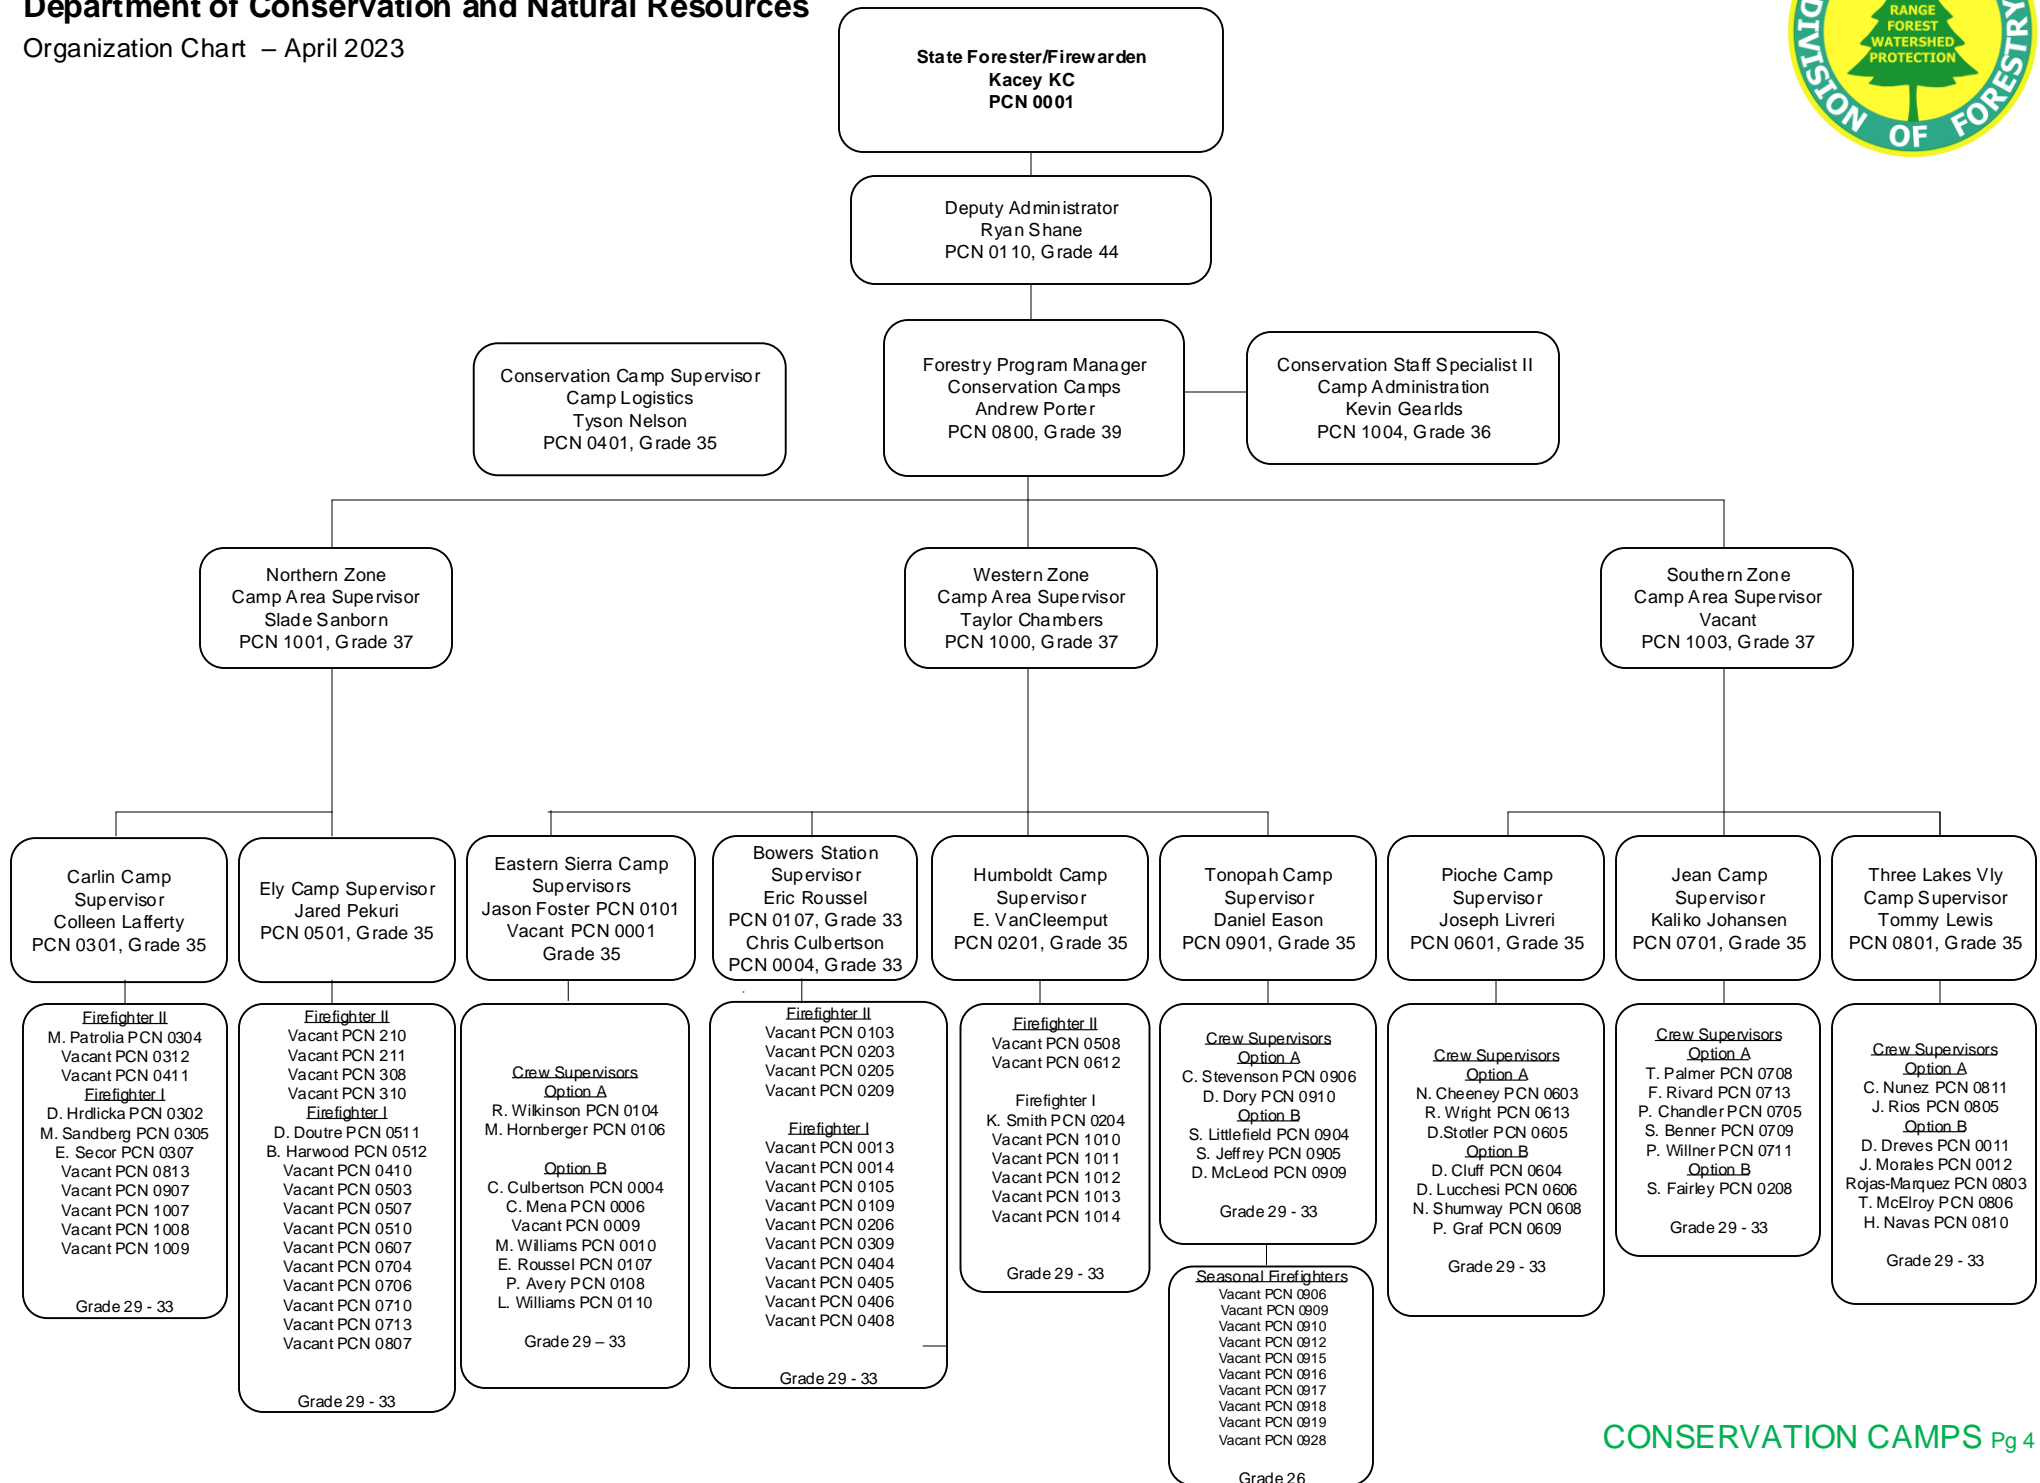 Department of Conservation and Natural Resources
Organization Chart – April 2023
DIVISION OF FORESTRY
RANGE
FOREST
WATERSHED
PROTECTION
State Forester/Firewarden
Kacey KC
PCN 0001
Deputy Administrator
Ryan Shane
PCN 0110, Grade 44
Conservation Camp Supervisor
Camp Logistics
Tyson Nelson
PCN 0401, Grade 35
Forestry Program Manager
Conservation Camps
Andrew Porter
PCN 0800, Grade 39
Conservation Staff Specialist II
Camp Administration
Kevin Gearlds
PCN 1004, Grade 36
Northern Zone
Camp Area Supervisor
Slade Sanborn
PCN 1001, Grade 37
Western Zone
Camp Area Supervisor
Taylor Chambers
PCN 1000, Grade 37
Southern Zone
Camp Area Supervisor
Vacant
PCN 1003, Grade 37
Carlin Camp
Supervisor
Colleen Lafferty
PCN 0301, Grade 35
Ely Camp Supervisor
Jared Pekuri
PCN 0501, Grade 35
Eastern Sierra Camp
Supervisors
Jason Foster PCN 0101
Vacant PCN 0001
Grade 35
Bowers Station
Supervisor
Eric Roussel
PCN 0107, Grade 33
Chris Culbertson
PCN 0004, Grade 33
Humboldt Camp
Supervisor
E. VanCleemput
PCN 0201, Grade 35
Tonopah Camp
Supervisor
Daniel Eason
PCN 0901, Grade 35
Pioche Camp
Supervisor
Joseph Livreri
PCN 0601, Grade 35
Jean Camp
Supervisor
Kaliko Johansen
PCN 0701, Grade 35
Three Lakes Vly
Camp Supervisor
Tommy Lewis
PCN 0801, Grade 35
Firefighter II
M. Patrolia PCN 0304
Vacant PCN 0312
Vacant PCN 0411
Firefighter I
D. Hrdlicka PCN 0302
M. Sandberg PCN 0305
E. Secor PCN 0307
Vacant PCN 0813
Vacant PCN 0907
Vacant PCN 1007
Vacant PCN 1008
Vacant PCN 1009
Grade 29 - 33
Firefighter II
Vacant PCN 210
Vacant PCN 211
Vacant PCN 308
Vacant PCN 310
Firefighter I
D. Doutre PCN 0511
B. Harwood PCN 0512
Vacant PCN 0410
Vacant PCN 0503
Vacant PCN 0507
Vacant PCN 0510
Vacant PCN 0607
Vacant PCN 0704
Vacant PCN 0706
Vacant PCN 0710
Vacant PCN 0713
Vacant PCN 0807
Grade 29 - 33
Crew Supervisors
Option A
R. Wilkinson PCN 0104
M. Hornberger PCN 0106
Option B
C. Culbertson PCN 0004
C. Mena PCN 0006
Vacant PCN 0009
M. Williams PCN 0010
E. Roussel PCN 0107
P. Avery PCN 0108
L. Williams PCN 0110
Grade 29 – 33
Firefighter II
Vacant PCN 0103
Vacant PCN 0203
Vacant PCN 0205
Vacant PCN 0209
Firefighter I
Vacant PCN 0013
Vacant PCN 0014
Vacant PCN 0105
Vacant PCN 0109
Vacant PCN 0206
Vacant PCN 0309
Vacant PCN 0404
Vacant PCN 0405
Vacant PCN 0406
Vacant PCN 0408
Grade 29 - 33
Firefighter II
Vacant PCN 0508
Vacant PCN 0612
Firefighter I
K. Smith PCN 0204
Vacant PCN 1010
Vacant PCN 1011
Vacant PCN 1012
Vacant PCN 1013
Vacant PCN 1014
Grade 29 - 33
Crew Supervisors
Option A
C. Stevenson PCN 0906
D. Dory PCN 0910
Option B
S. Littlefield PCN 0904
S. Jeffrey PCN 0905
D. McLeod PCN 0909
Grade 29 - 33
Seasonal Firefighters
Vacant PCN 0906
Vacant PCN 0909
Vacant PCN 0910
Vacant PCN 0912
Vacant PCN 0915
Vacant PCN 0916
Vacant PCN 0917
Vacant PCN 0918
Vacant PCN 0919
Vacant PCN 0928
Grade 26
Crew Supervisors
Option A
N. Cheeney PCN 0603
R. Wright PCN 0613
D.Stotler PCN 0605
Option B
D. Cluff PCN 0604
D. Lucchesi PCN 0606
N. Shumway PCN 0608
P. Graf PCN 0609
Grade 29 - 33
Crew Supervisors
Option A
T. Palmer PCN 0708
F. Rivard PCN 0713
P. Chandler PCN 0705
S. Benner PCN 0709
P. Willner PCN 0711
Option B
S. Fairley PCN 0208
Grade 29 - 33
Crew Supervisors
Option A
C. Nunez PCN 0811
J. Rios PCN 0805
Option B
D. Dreves PCN 0011
J. Morales PCN 0012
Rojas-Marquez PCN 0803
T. McElroy PCN 0806
H. Navas PCN 0810
Grade 29 - 33
CONSERVATION CAMPS Pg 4